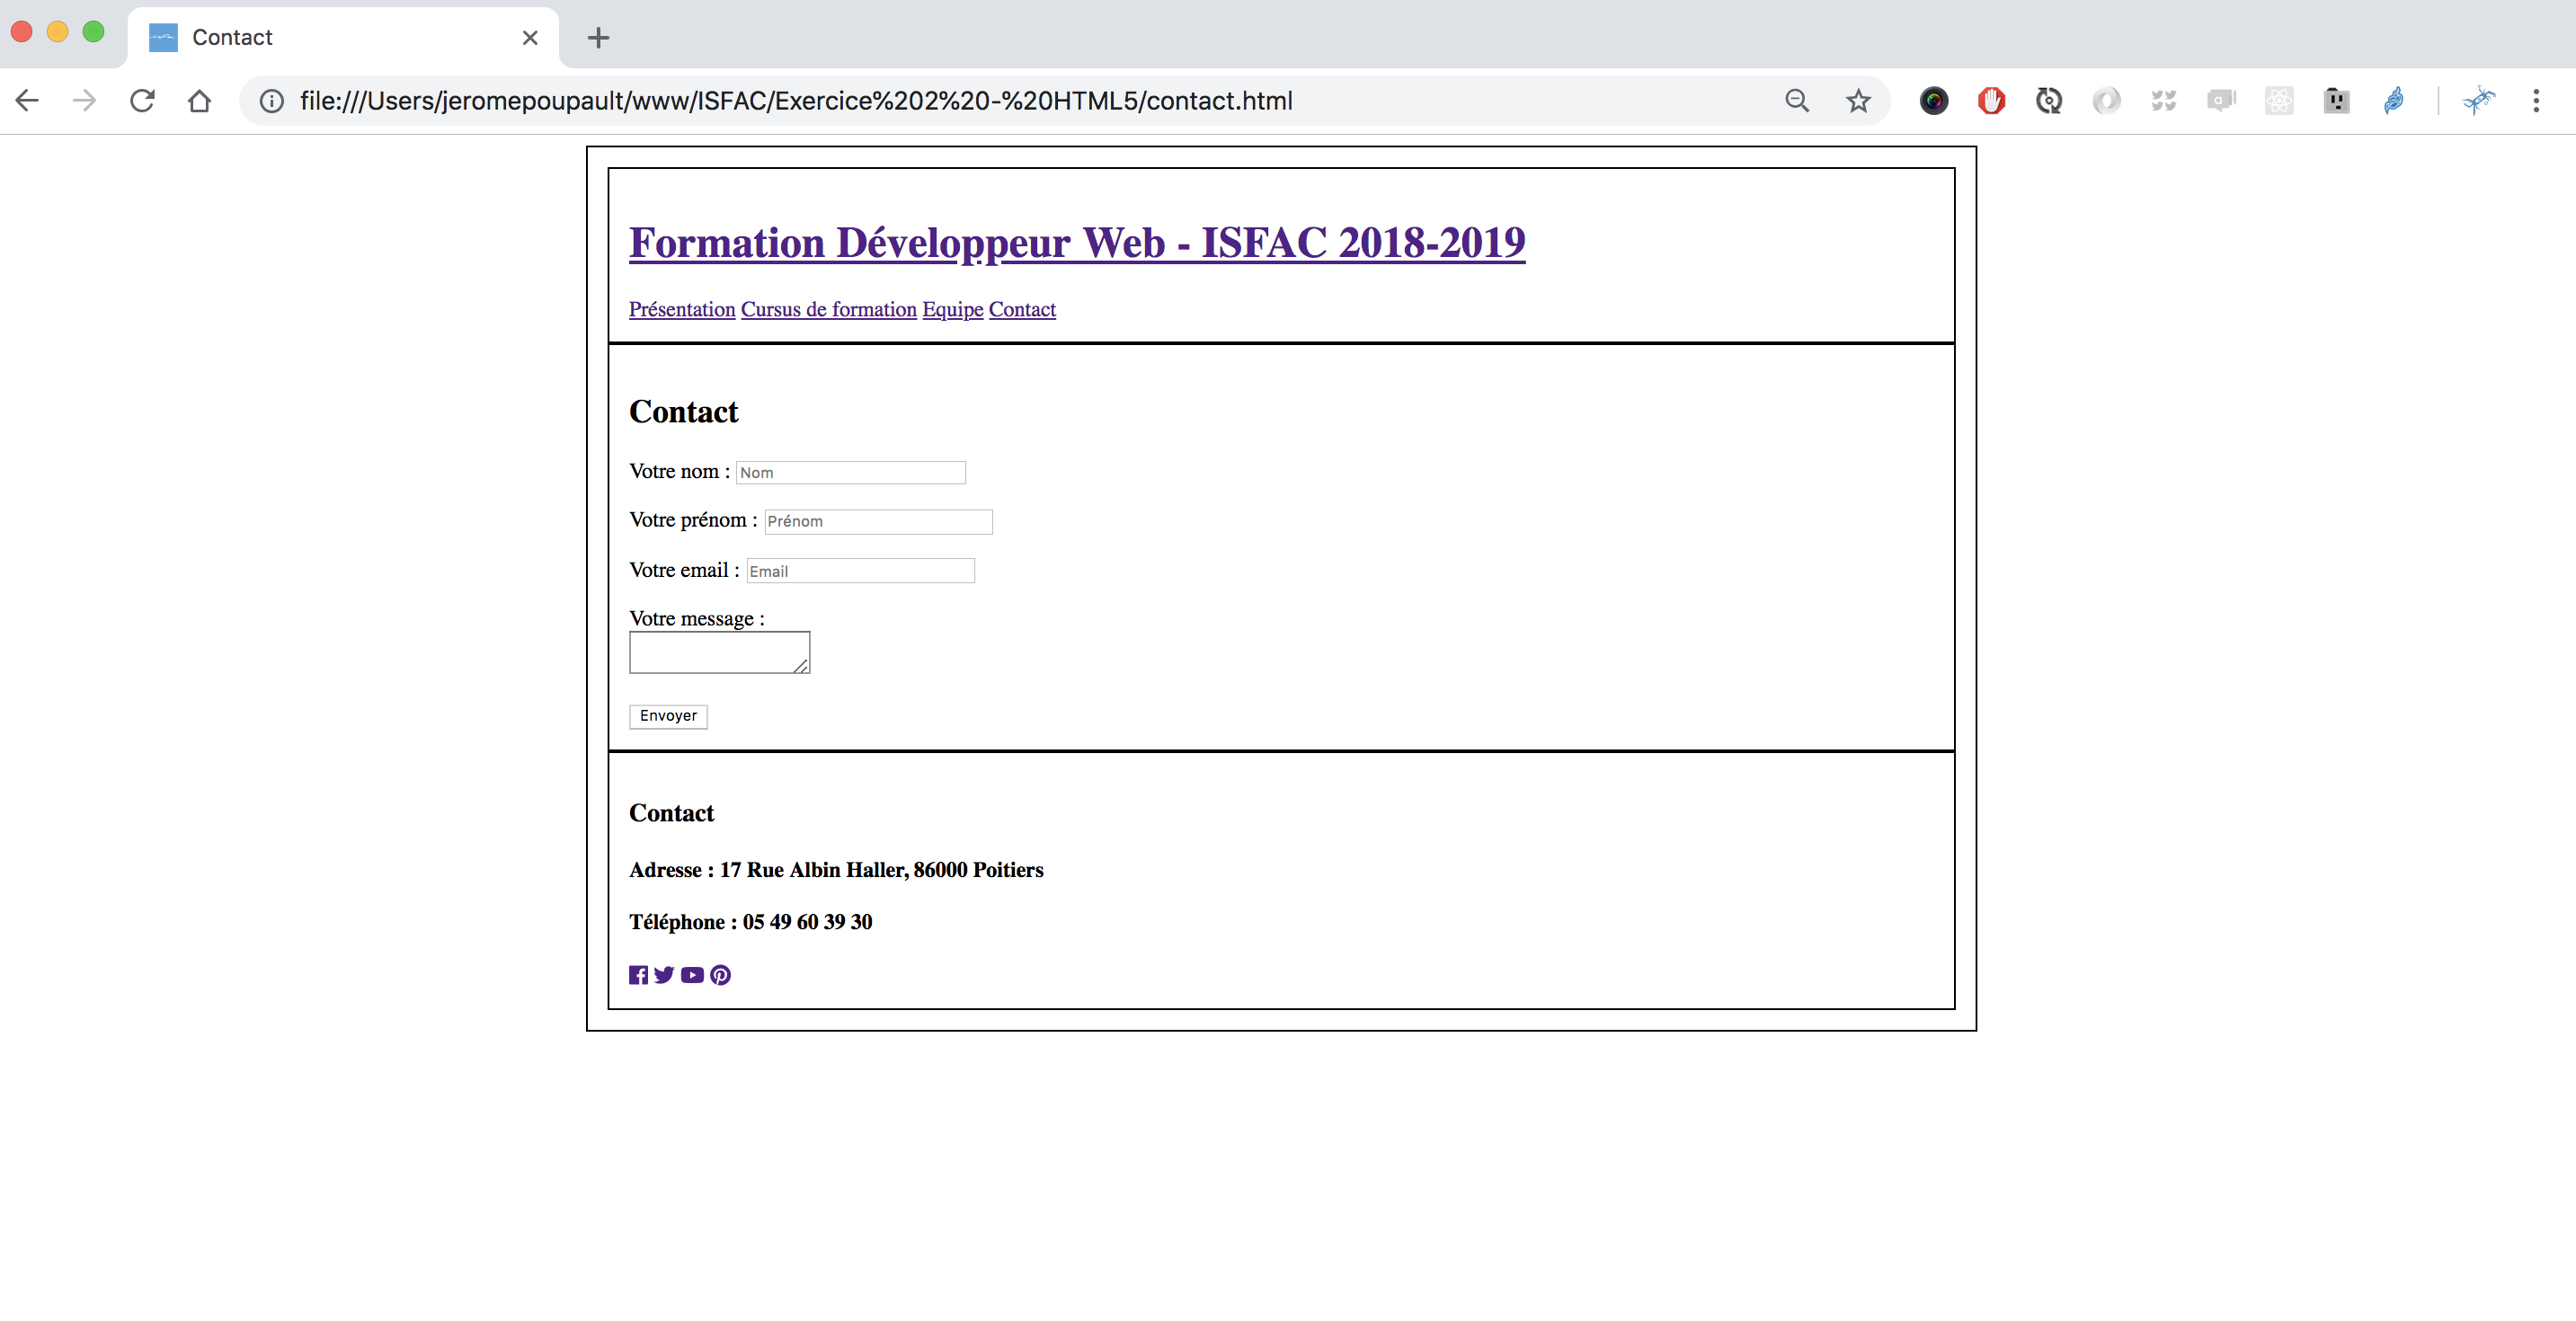 Contact
file:///Users/jeromepoupault/www/ISFAC/Exercice%202%20-%20HTML5/contact.html
Formation Développeur Web - ISFAC 2018-2019
Présentation Cursus de formation Equipe Contact
Contact
Votre nom : Nom
Votre prénom : Prénom
Votre email : Email
Votre message :
Envoyer
Contact
Adresse : 17 Rue Albin Haller, 86000 Poitiers
Téléphone : 05 49 60 39 30